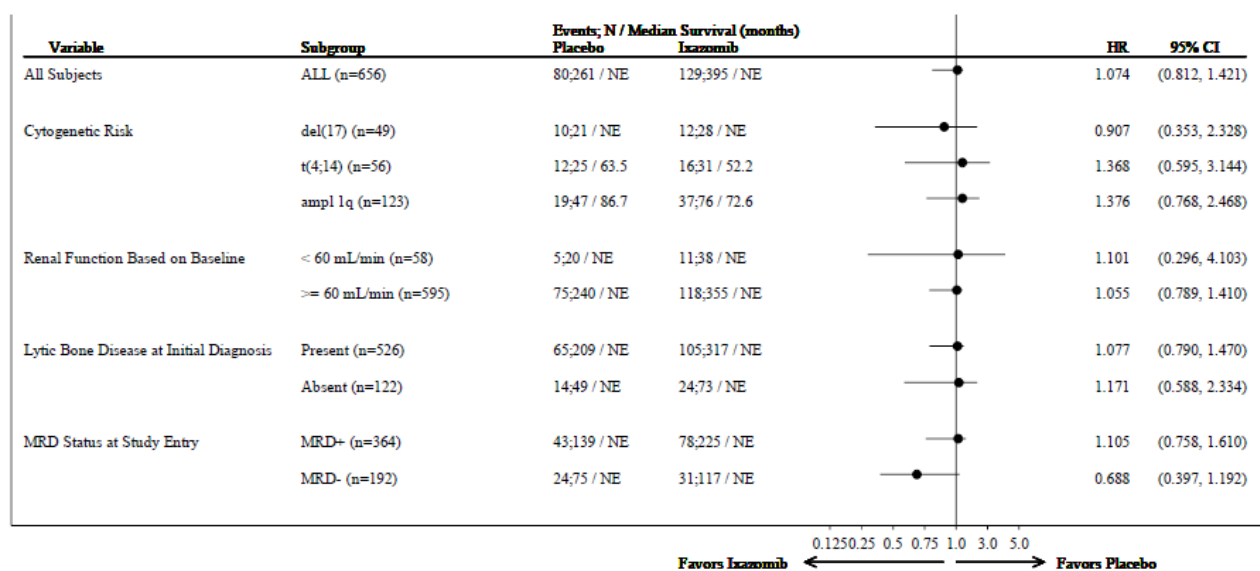 Events; N / Median Survival (months)
Variable Subgroup Placebo Ixazomib HR 95% CI
All Subjects ALL (n=656) 80;261 / NE 129;395 / NE 1.074 (0.812, 1.421)
Cytogenetic Risk del(17) (n=49) 10;21 / NE 12;28 / NE 0.907 (0.353, 2.328)
t(4;14) (n=56) 12;25 / 63.5 16;31 / 52.2 1.368 (0.595, 3.144)
ampl 1q (n=123) 19;47 / 86.7 37;76 / 72.6 1.376 (0.768, 2.468)
Renal Function Based on Baseline < 60 mL/min (n=58) 5;20 / NE 11;38 / NE 1.101 (0.296, 4.103)
>= 60 mL/min (n=595) 75;240 / NE 118;355 / NE 1.055 (0.789, 1.410)
Lytic Bone Disease at Initial Diagnosis Present (n=526) 65;209 / NE 105;317 / NE 1.077 (0.790, 1.470)
Absent (n=122) 14;49 / NE 24;73 / NE 1.171 (0.588, 2.334)
MRD Status at Study Entry MRD+ (n=364) 43;139 / NE 78;225 / NE 1.105 (0.758, 1.610)
MRD- (n=192) 24;75 / NE 31;117 / NE 0.688 (0.397, 1.192)
0.125 0.25 0.5 0.75 1.0 3.0 5.0
Favors Ixazomib Favors Placebo